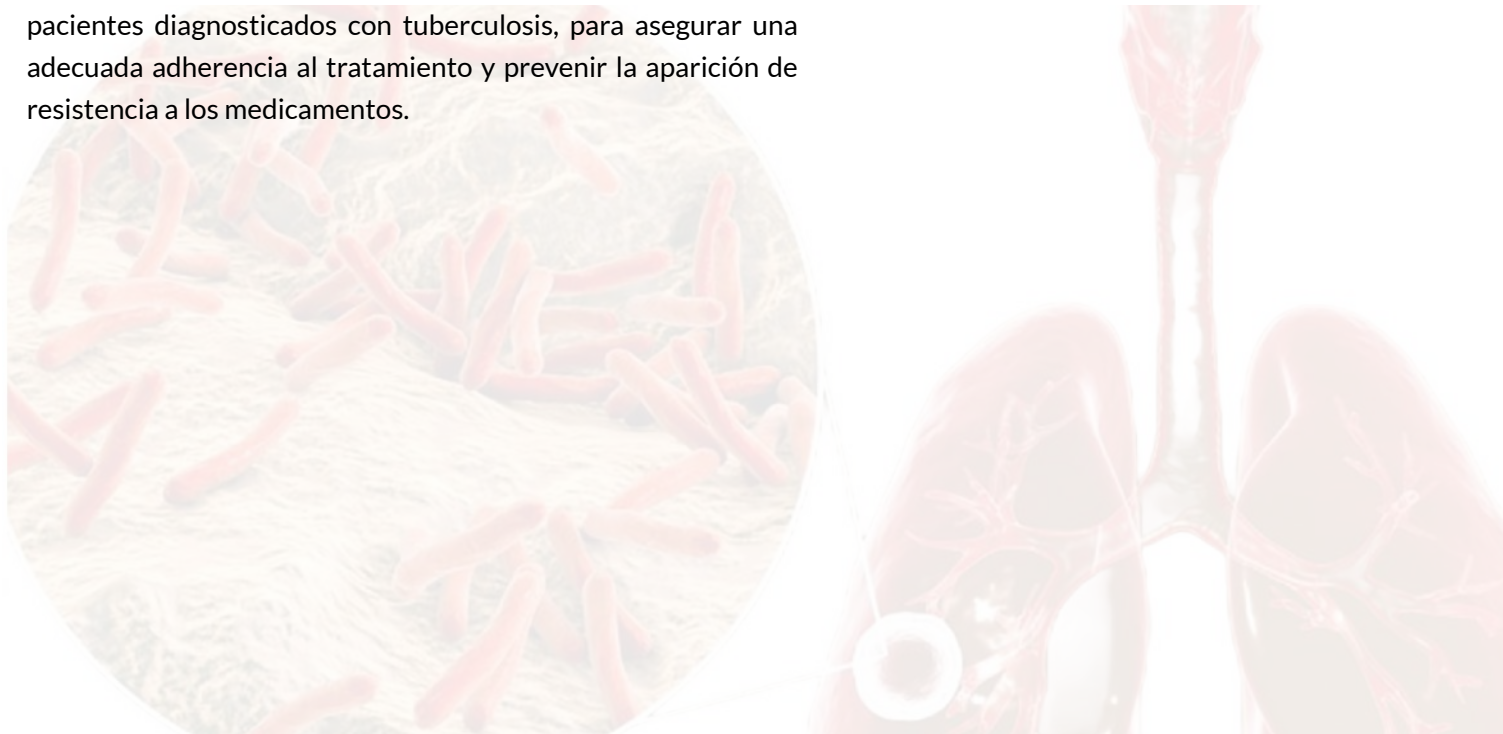 pacientes diagnosticados con tuberculosis, para asegurar una
adecuada adherencia al tratamiento y prevenir la aparición de
resistencia a los medicamentos.